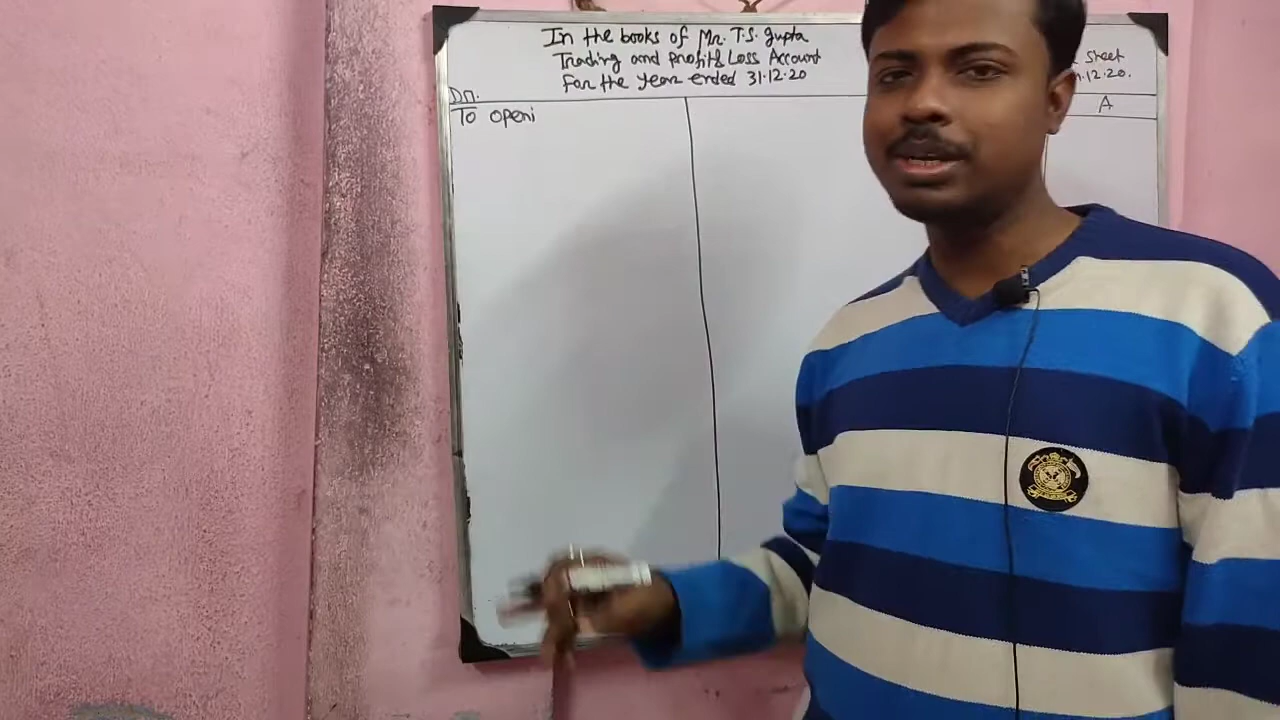 In the books of Mr. T.S. Gupta
Trading and profit & Loss Account
For the year ended 31.12.20
Dr.
To openi
Sheet
.12.20.
A